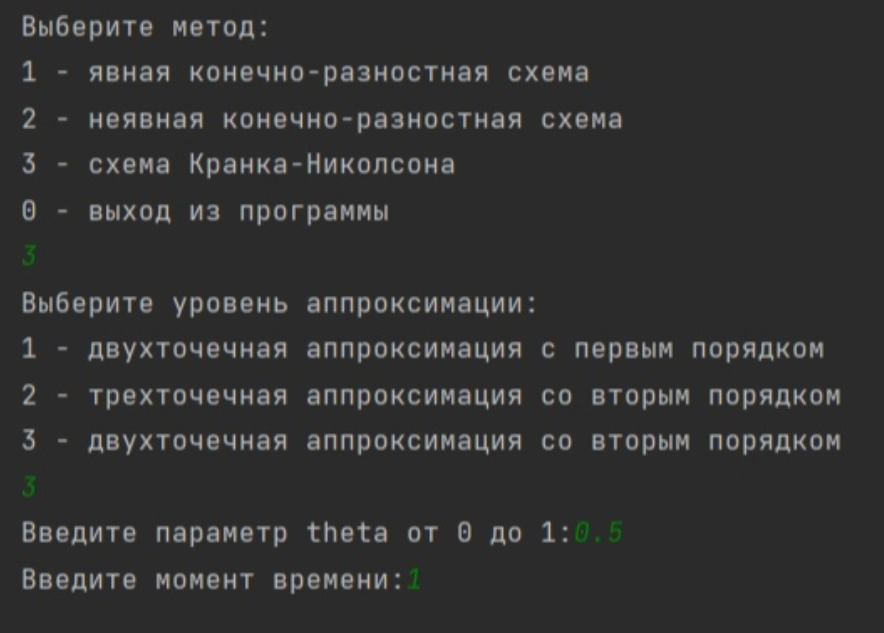 Выберите метод:
1 - явная конечно-разностная схема
2 - неявная конечно-разностная схема
3 - схема Кранка-Николсона
0 - выход из программы
3
Выберите уровень аппроксимации:
1 - двухточечная аппроксимация с первым порядком
2 - трехточечная аппроксимация со вторым порядком
3 - двухточечная аппроксимация со вторым порядком
3
Введите параметр theta от 0 до 1:0.5
Введите момент времени:1